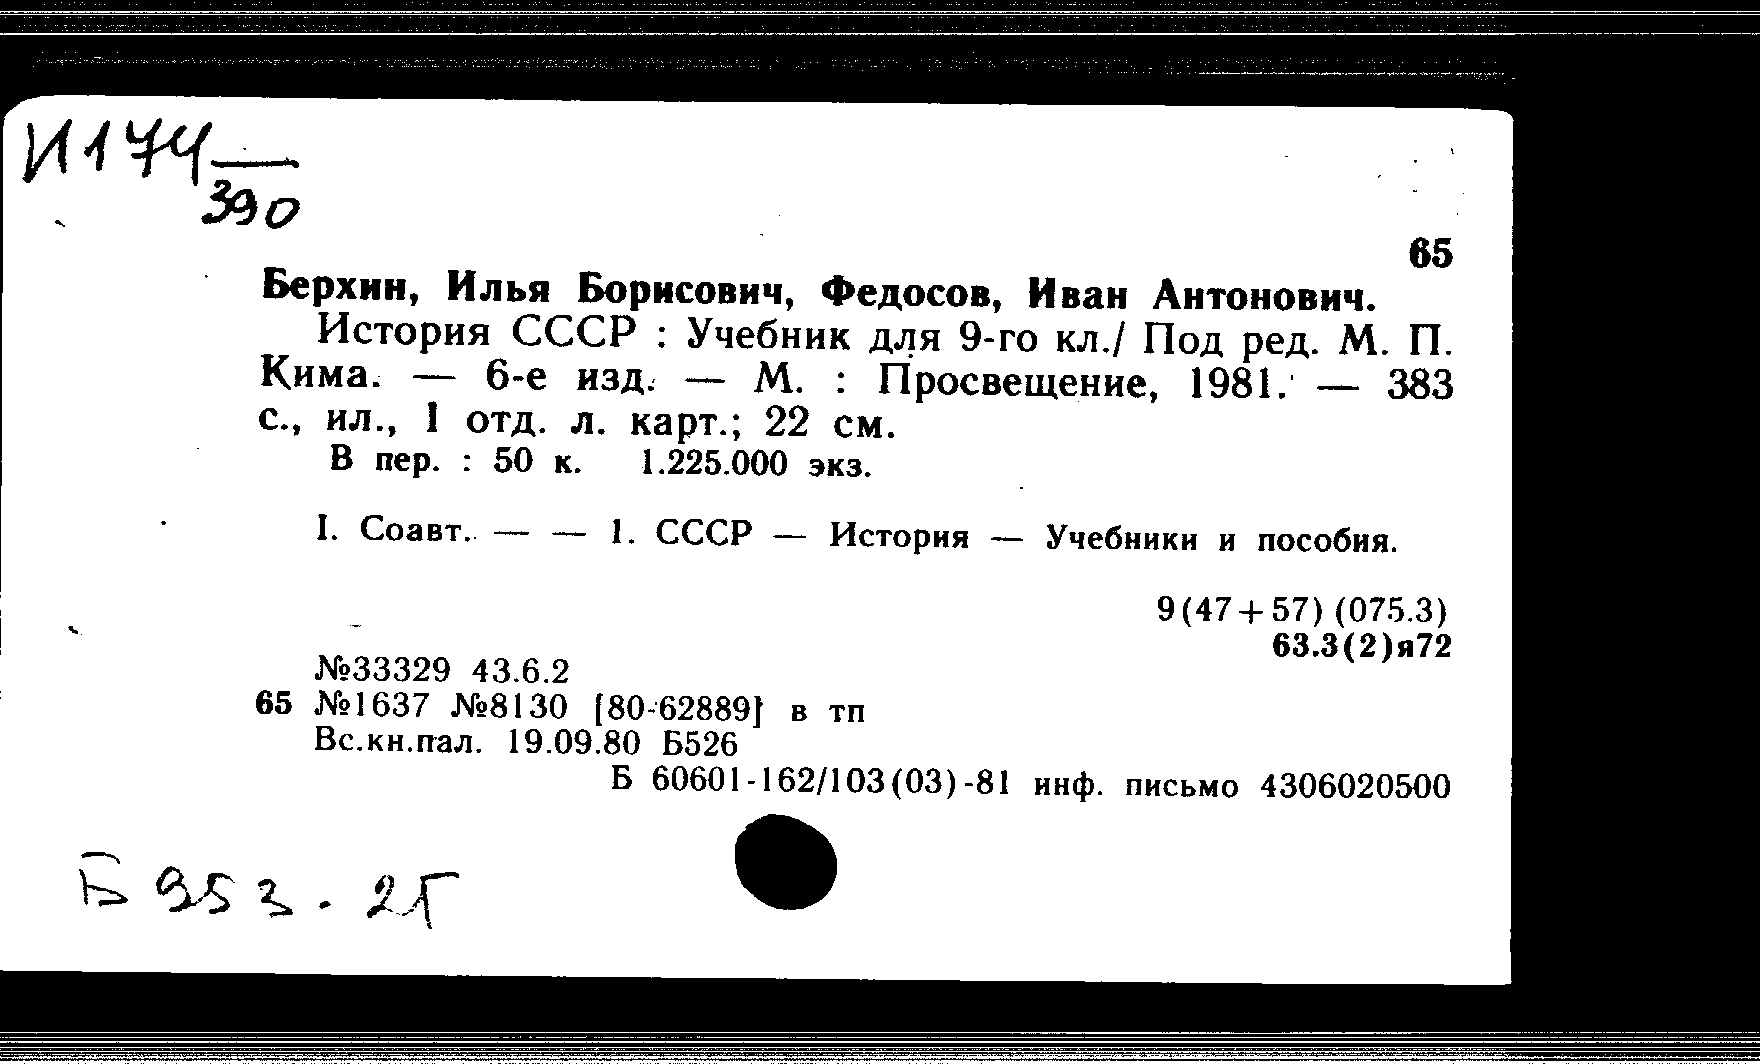 И174
390
65
Берхин, Илья Борисович, Федосов, Иван Антонович.
История СССР : Учебник для 9-го кл./ Под ред. М. П.
Кима. — 6-е изд. — М. : Просвещение, 1981. — 383
с., ил., 1 отд. л. карт.; 22 см.
В пер. : 50 к. 1.225.000 экз.
I. Соавт. — — 1. СССР — История — Учебники и пособия.
9(47+57)(075.3)
63.3(2)я72
№33329 43.6.2
65 №1637 №8130 [80-62889] в тп
Вс.кн.пал. 19.09.80 Б526
Б 60601-162/103(03)-81 инф. письмо 4306020500
Б 953.